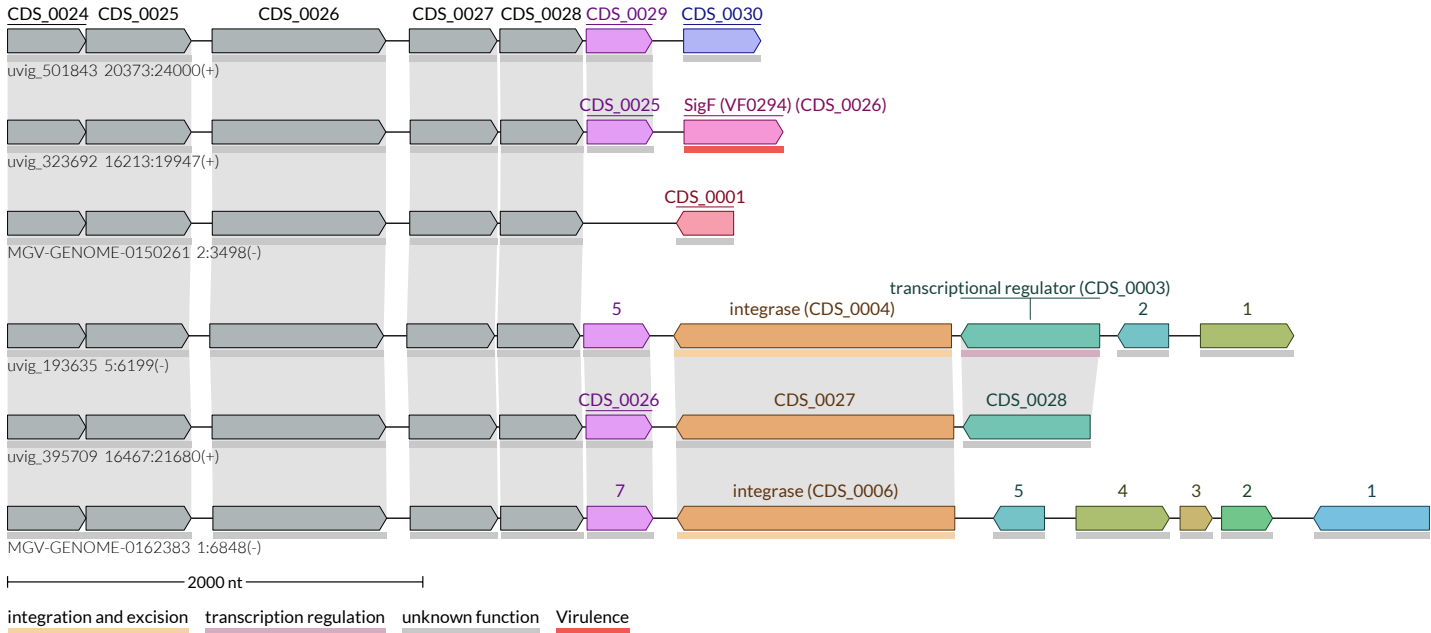 CDS_0024 CDS_0025 CDS_0026 CDS_0027 CDS_0028 CDS_0029 CDS_0030
uvig_501843 20373:24000(+)
CDS_0025 SigF (VF0294) (CDS_0026)
uvig_323692 16213:19947(+)
CDS_0001
MGV-GENOME-0150261 2:3498(-)
transcriptional regulator (CDS_0003)
5 integrase (CDS_0004) 2 1
uvig_193635 5:6199(-)
CDS_0026 CDS_0027 CDS_0028
uvig_395709 16467:21680(+)
7 integrase (CDS_0006) 5 4 3 2 1
MGV-GENOME-0162383 1:6848(-)
2000 nt
integration and excision transcription regulation unknown function Virulence